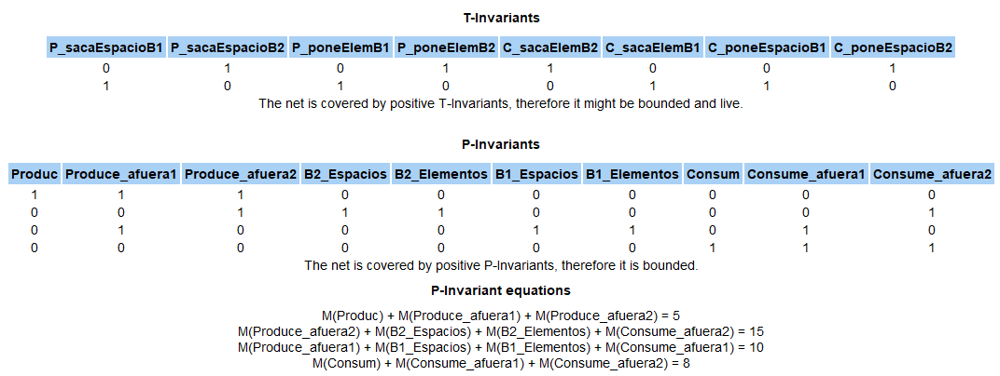 T-Invariants
P_sacaEspacioB1 P_sacaEspacioB2 P_poneElemB1 P_poneElemB2 C_sacaElemB2 C_sacaElemB1 C_poneEspacioB1 C_poneEspacioB2
0 1 0 1 1 0 0 1
1 0 1 0 0 1 1 0
The net is covered by positive T-Invariants, therefore it might be bounded and live.
P-Invariants
Produc Produce_afuera1 Produce_afuera2 B2_Espacios B2_Elementos B1_Espacios B1_Elementos Consum Consume_afuera1 Consume_afuera2
1 1 1 0 0 0 0 0 0 0
0 0 1 1 1 0 0 0 0 1
0 1 0 0 0 1 1 0 1 0
0 0 0 0 0 0 0 1 1 1
The net is covered by positive P-Invariants, therefore it is bounded.
P-Invariant equations
M(Produc) + M(Produce_afuera1) + M(Produce_afuera2) = 5
M(Produce_afuera2) + M(B2_Espacios) + M(B2_Elementos) + M(Consume_afuera2) = 15
M(Produce_afuera1) + M(B1_Espacios) + M(B1_Elementos) + M(Consume_afuera1) = 10
M(Consum) + M(Consume_afuera1) + M(Consume_afuera2) = 8